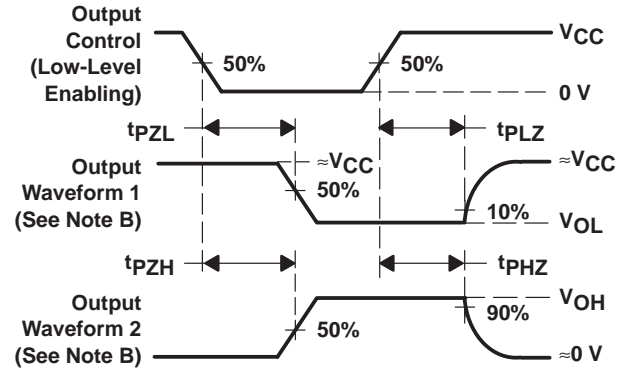 Output
Control
(Low-Level
Enabling)
50%
50%
VCC
0 V
tPZL
tPLZ
Output
Waveform 1
(See Note B)
≈VCC
50%
≈VCC
10%
VOL
tPZH
tPHZ
Output
Waveform 2
(See Note B)
50%
VOH
90%
≈0 V